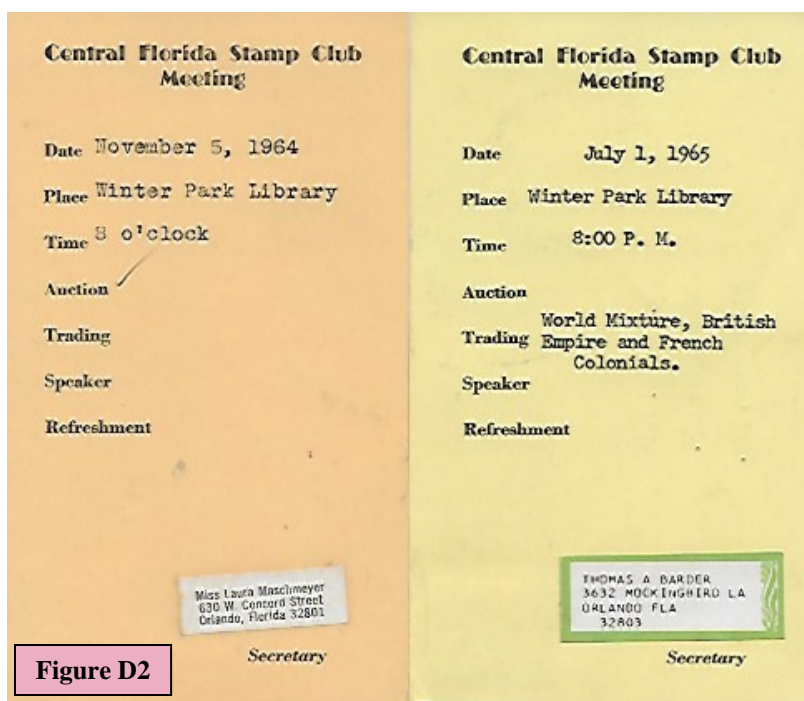 Central Florida Stamp Club
Meeting
Date November 5, 1964
Place Winter Park Library
Time 8 o'clock
Auction
Trading
Speaker
Refreshment
Miss Laura Maschmeyer
630 W. Concord Street
Orlando, Florida 32801
Secretary
Figure D2
Central Florida Stamp Club
Meeting
Date July 1, 1965
Place Winter Park Library
Time 8:00 P. M.
Auction
Trading World Mixture, British
Empire and French
Colonials.
Speaker
Refreshment
THOMAS A BARDER
3632 MOCKINGBIRD LA
ORLANDO FLA
32803
Secretary